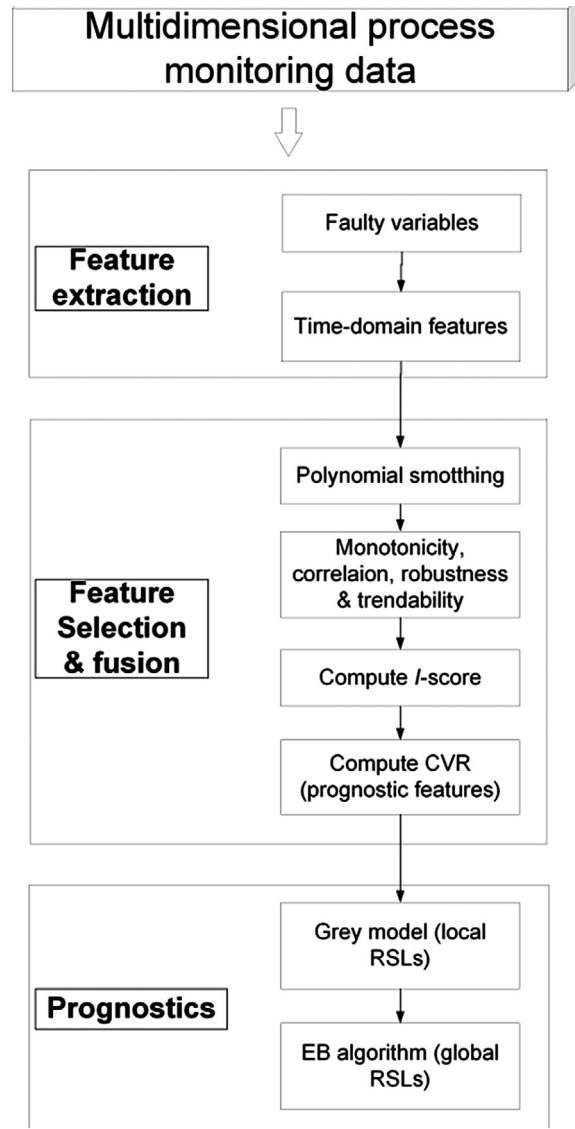 Multidimensional process
monitoring data
Feature
extraction
Faulty variables
Time-domain features
Feature
Selection
& fusion
Polynomial smotthing
Monotonicity,
correlaion, robustness
& trendability
Compute I-score
Compute CVR
(prognostic features)
Prognostics
Grey model (local
RSLs)
EB algorithm (global
RSLs)